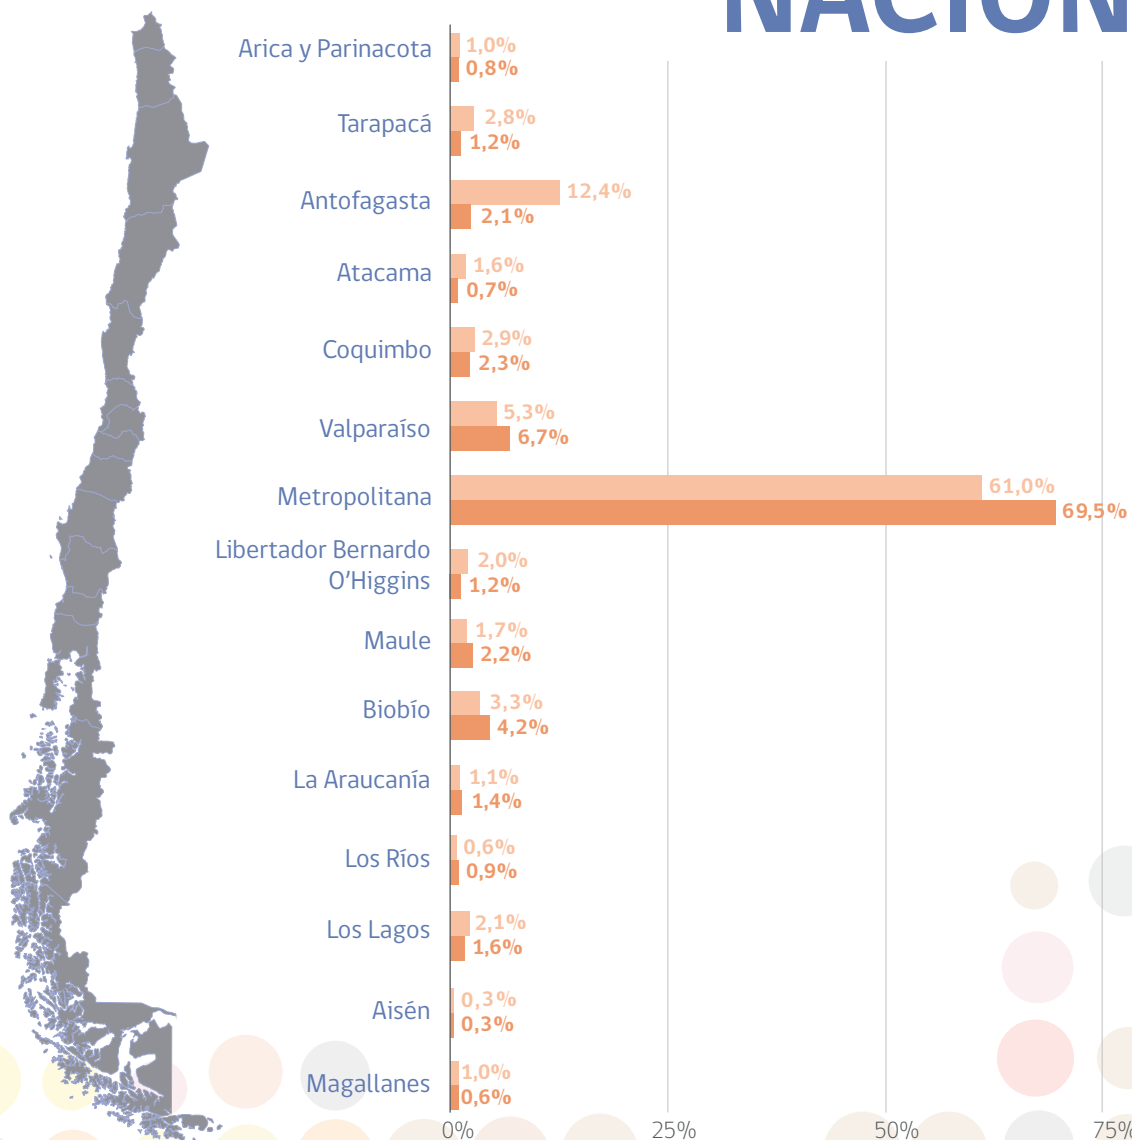 NACION
Arica y Parinacota
1,0%
0,8%
Tarapacá
2,8%
1,2%
Antofagasta
12,4%
2,1%
Atacama
1,6%
0,7%
Coquimbo
2,9%
2,3%
Valparaíso
5,3%
6,7%
Metropolitana
61,0%
69,5%
Libertador Bernardo
O’Higgins
2,0%
1,2%
Maule
1,7%
2,2%
Biobío
3,3%
4,2%
La Araucanía
1,1%
1,4%
Los Ríos
0,6%
0,9%
Los Lagos
2,1%
1,6%
Aisén
0,3%
0,3%
Magallanes
1,0%
0,6%
0% 25% 50% 75%